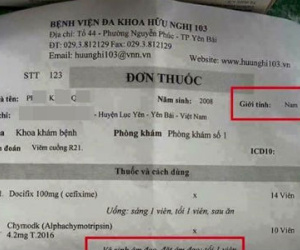 BỆNH VIỆN ĐA KHOA HỮU NGHỊ 103
Địa chỉ: Tổ 44 - Phường Nguyễn Phúc - TP Yên Bái
ĐT: 029.3.812129 Fax: 029.3.812129
Email: huunghi103@vnn.vn
Website: www.huunghi103
STT 123
ĐƠN THUỐC
tên: Năm sinh: 2008 Giới tính: Nam
- Huyện Lục Yên - Yên Bái - Việt Nam
Khoa khám bệnh Phòng khám Phòng khám số 1
đoán Viêm cuống R21. ICD10:
Thuốc và cách dùng
Docifix 100mg ( cefixime) x 14 Viên
Uống: sáng 1 viên, tối 1 viên, sau ăn
Chymodk (Alphachymotripsin) x 10 Viên
4.2mg T.2016